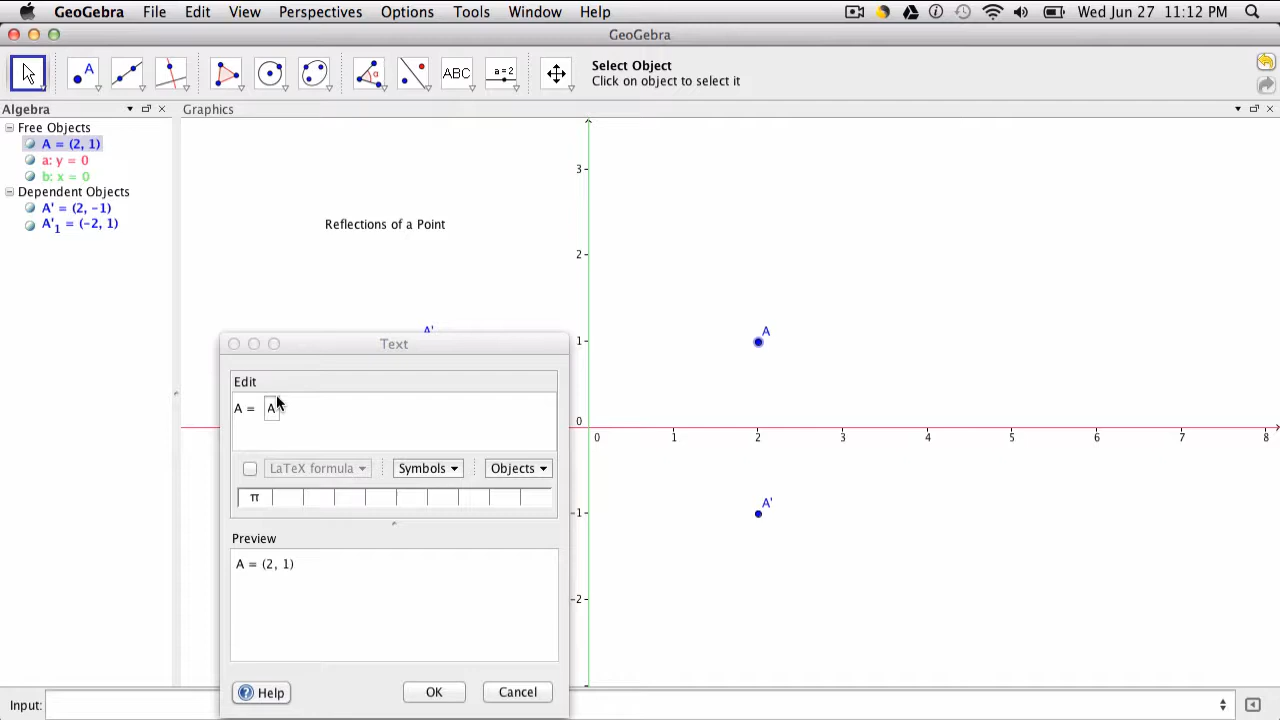 GeoGebra File Edit View Perspectives Options Tools Window Help Wed Jun 27 11:12 PM
GeoGebra
A
α
ABC
a=2
Select Object
Click on object to select it
Algebra
Graphics
Free Objects
A = (2, 1)
a: y = 0
b: x = 0
Dependent Objects
A' = (2, -1)
A'1 = (-2, 1)
Reflections of a Point
3
2
1
0
-1
-2
0 1 2 3 4 5 6 7 8
A'
A
A'
Text
Edit
A = A
LaTeX formula Symbols Objects
π
Preview
A = (2, 1)
Help OK Cancel
Input: